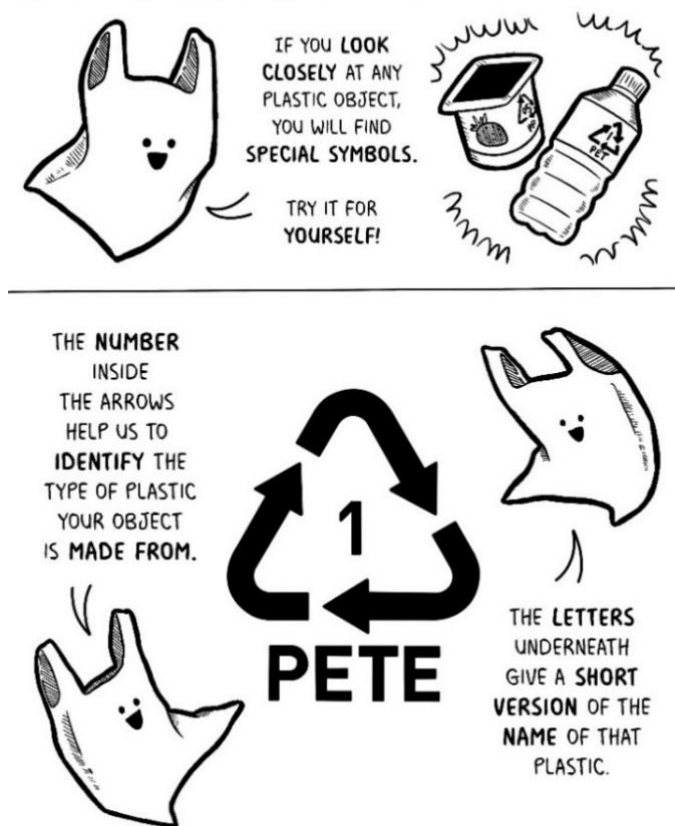 IF YOU LOOK
CLOSELY AT ANY
PLASTIC OBJECT,
YOU WILL FIND
SPECIAL SYMBOLS.
TRY IT FOR
YOURSELF!
PP
1
PET
THE NUMBER
INSIDE
THE ARROWS
HELP US TO
IDENTIFY THE
TYPE OF PLASTIC
YOUR OBJECT
IS MADE FROM.
1
PETE
THE LETTERS
UNDERNEATH
GIVE A SHORT
VERSION OF THE
NAME OF THAT
PLASTIC.